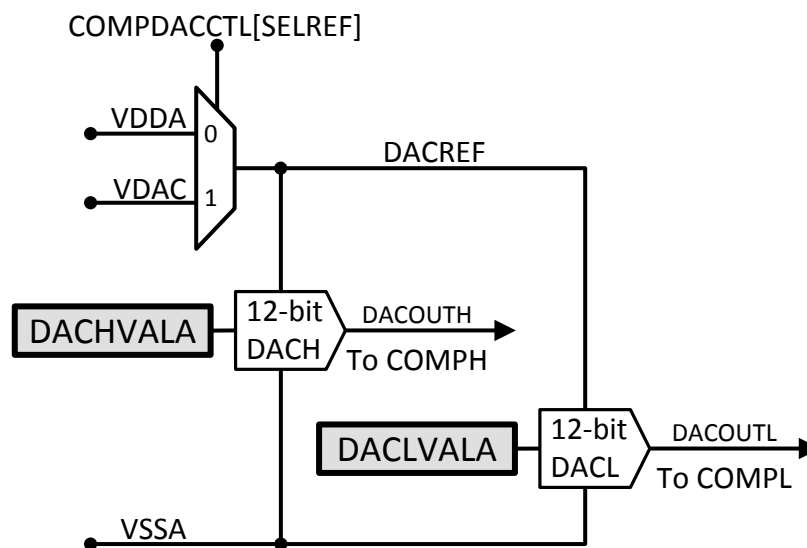 COMPDACCTL[SELREF]
VDDA
0
DACREF
VDAC
1
12-bit
DACH
DACHVALA
DACOUTH
To COMPH
12-bit
DACL
DACLVALA
DACOUTL
To COMPL
VSSA